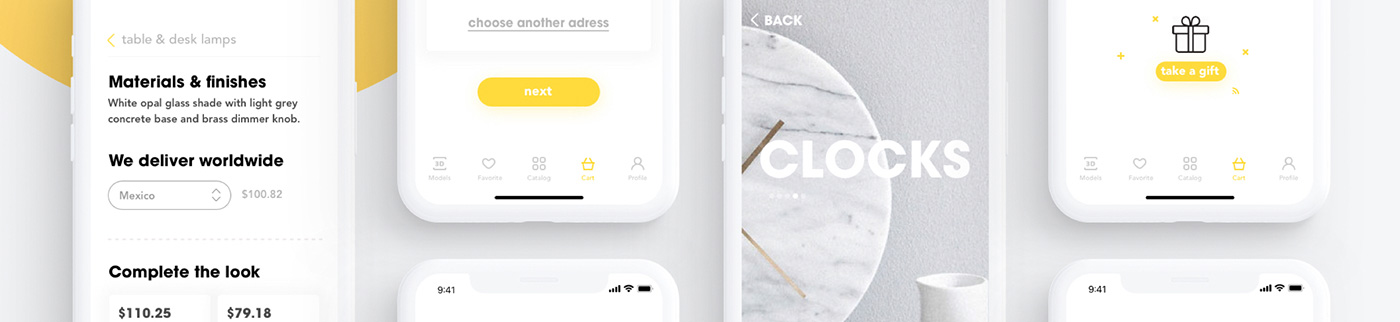 table & desk lamps
Materials & finishes
White opal glass shade with light grey
concrete base and brass dimmer knob.
We deliver worldwide
Mexico
$100.82
Complete the look
$110.25
$79.18
choose another adress
next
3D
Models
Favorite
Catalog
Cart
Profile
9:41
BACK
CLOCKS
take a gift
3D
Models
Favorite
Catalog
Cart
Profile
9:41